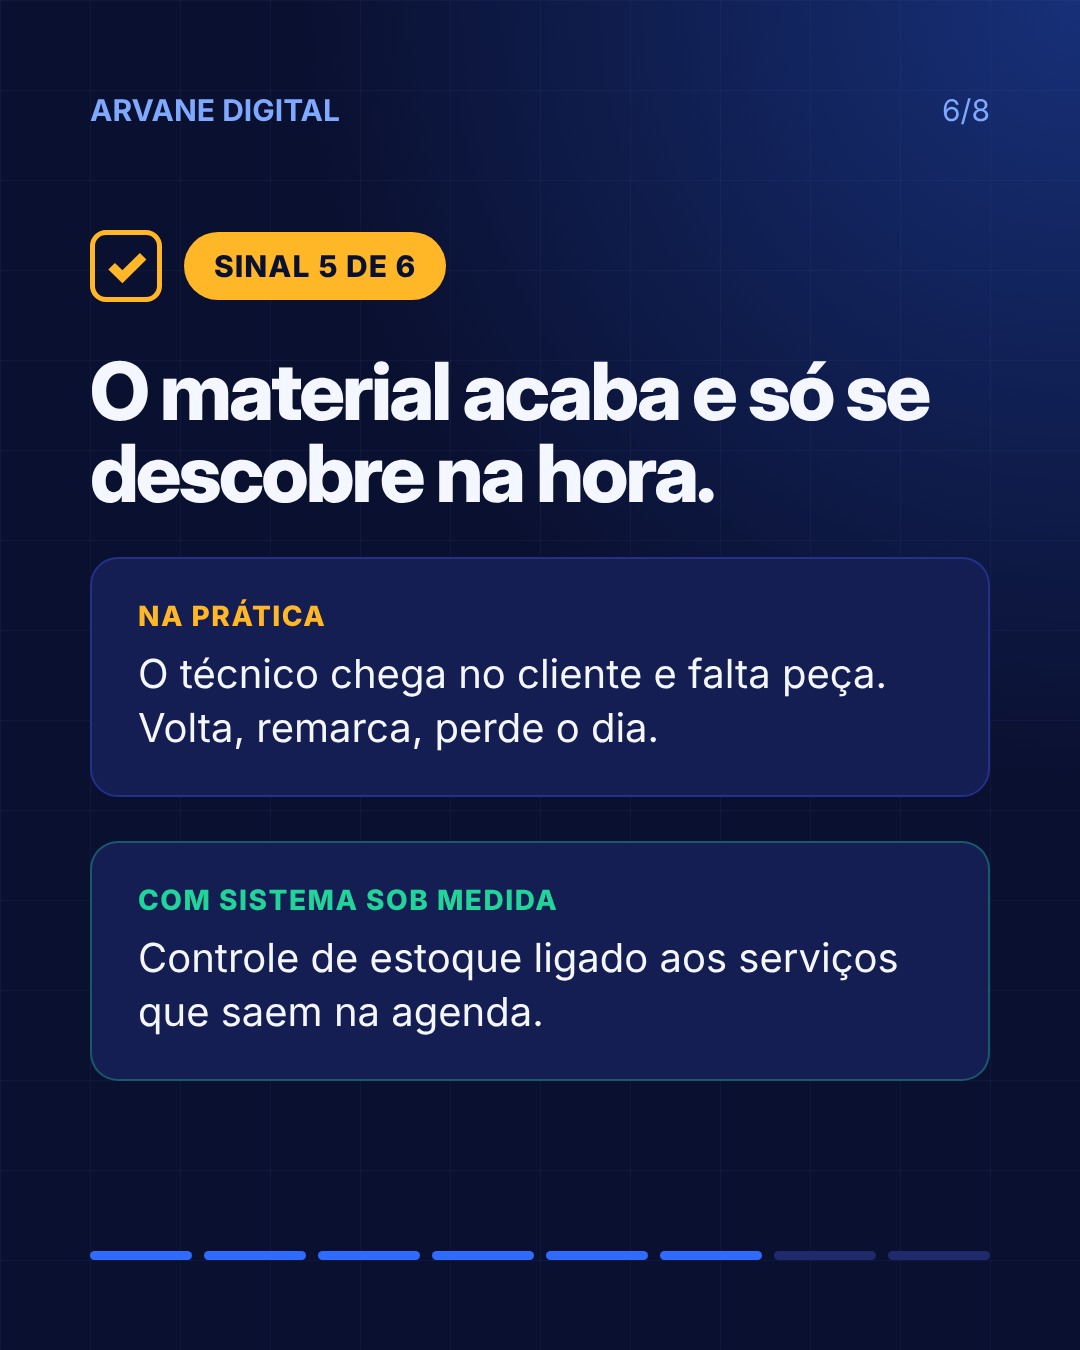 ARVANE DIGITAL
6/8
SINAL 5 DE 6
O material acaba e só se
descobre na hora.
NA PRÁTICA
O técnico chega no cliente e falta peça.
Volta, remarca, perde o dia.
COM SISTEMA SOB MEDIDA
Controle de estoque ligado aos serviços
que saem na agenda.